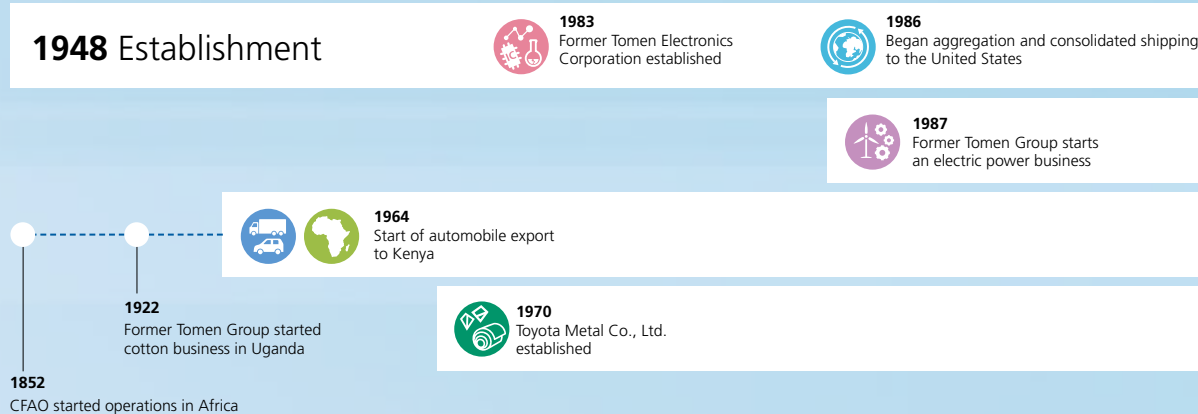 1948 Establishment
1983
Former Tomen Electronics
Corporation established
1986
Began aggregation and consolidated shipping
to the United States
1987
Former Tomen Group starts
an electric power business
1964
Start of automobile export
to Kenya
1922
Former Tomen Group started
cotton business in Uganda
1970
Toyota Metal Co., Ltd.
established
1852
CFAO started operations in Africa